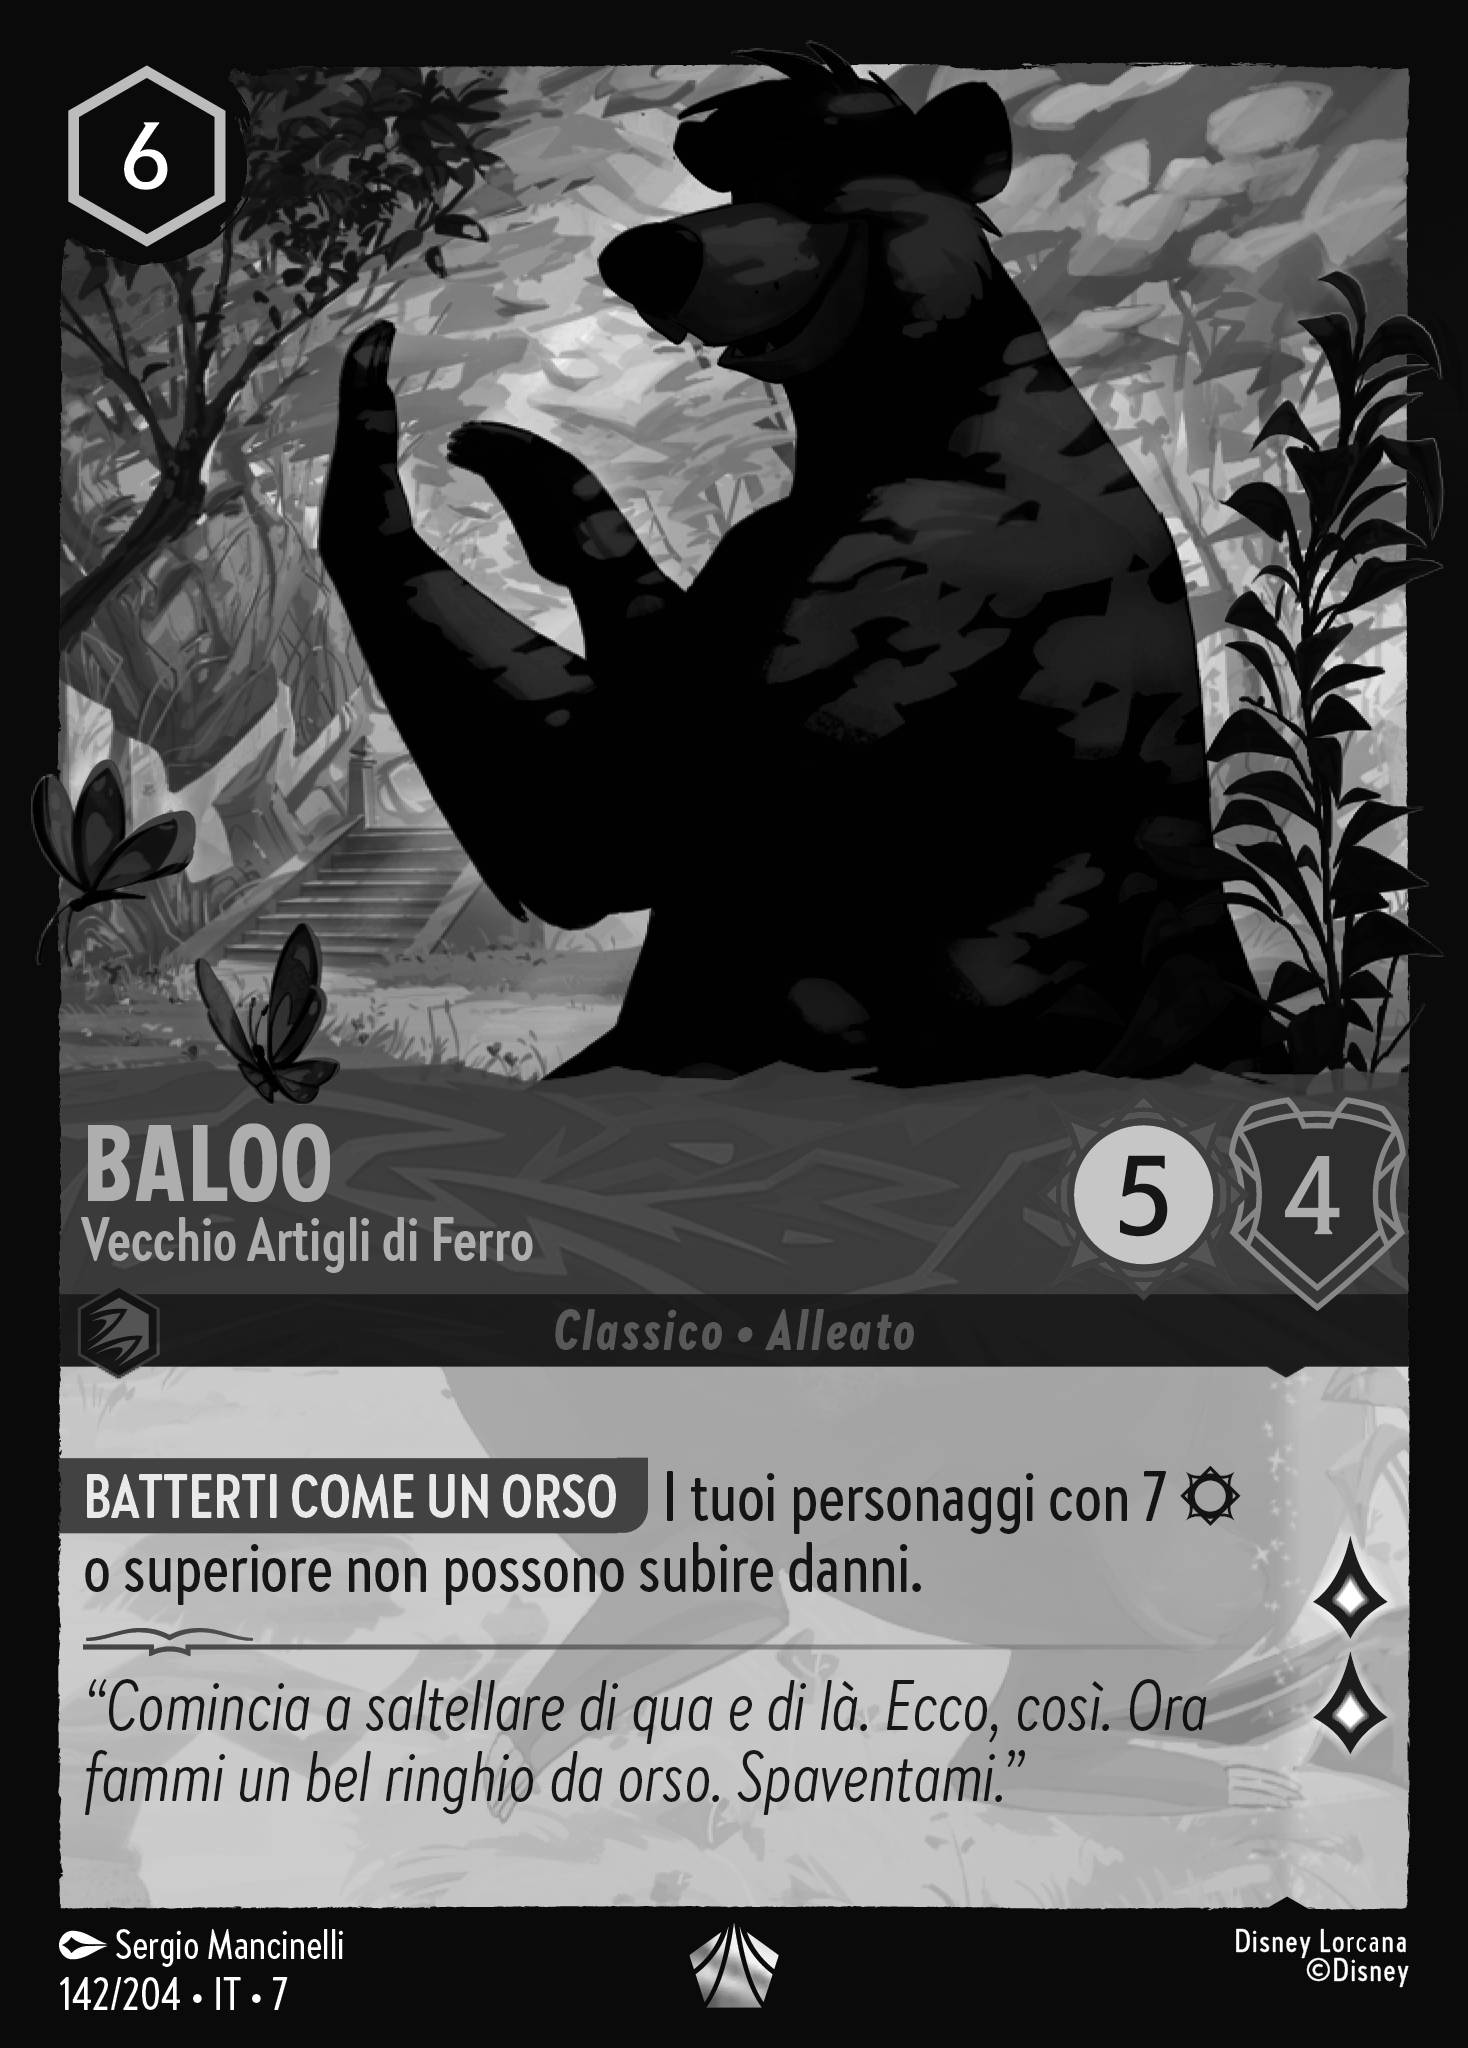 6
BALOO
Vecchio Artigli di Ferro
5
4
Classico • Alleato
BATTERTI COME UN ORSO I tuoi personaggi con 7
o superiore non possono subire danni.
“Comincia a saltellare di qua e di là. Ecco, così. Ora
fammi un bel ringhio da orso. Spaventami.”
Sergio Mancinelli
142/204 • IT • 7
Disney Lorcana
©Disney